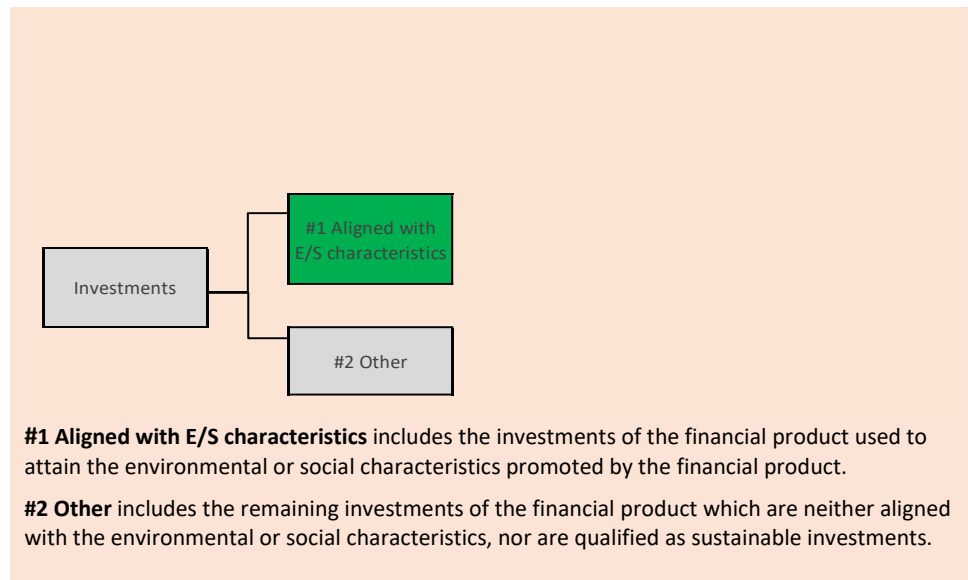 #1 Aligned with
E/S characteristics
Investments
#2 Other
#1 Aligned with E/S characteristics includes the investments of the financial product used to
attain the environmental or social characteristics promoted by the financial product.
#2 Other includes the remaining investments of the financial product which are neither aligned
with the environmental or social characteristics, nor are qualified as sustainable investments.